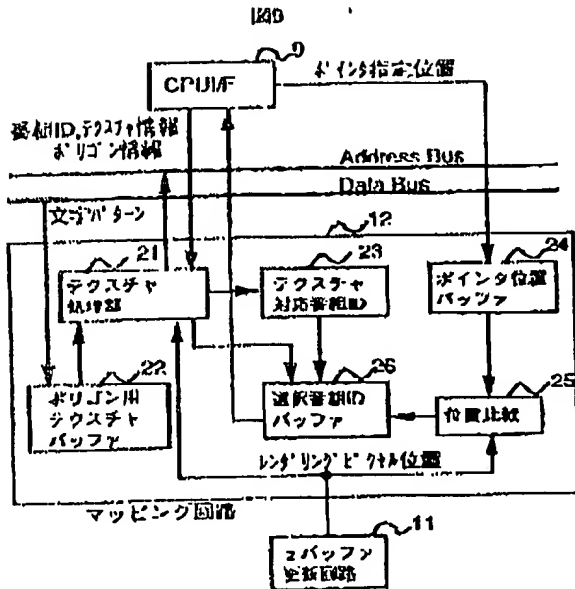 図9
9
CPUI/F
ポインタ指定位置
番組ID,テクスチャ情報
ポリゴン情報
Address Bus
Data Bus
文字パターン
12
21
テクスチャ
処理部
23
テクスチャ
対応番組ID
24
ポインタ位置
バッファ
22
ポリゴン用
テクスチャ
バッファ
26
選択番組ID
バッファ
25
位置比較
レンダリングピクセル位置
マッピング回路
11
zバッファ
更新回路